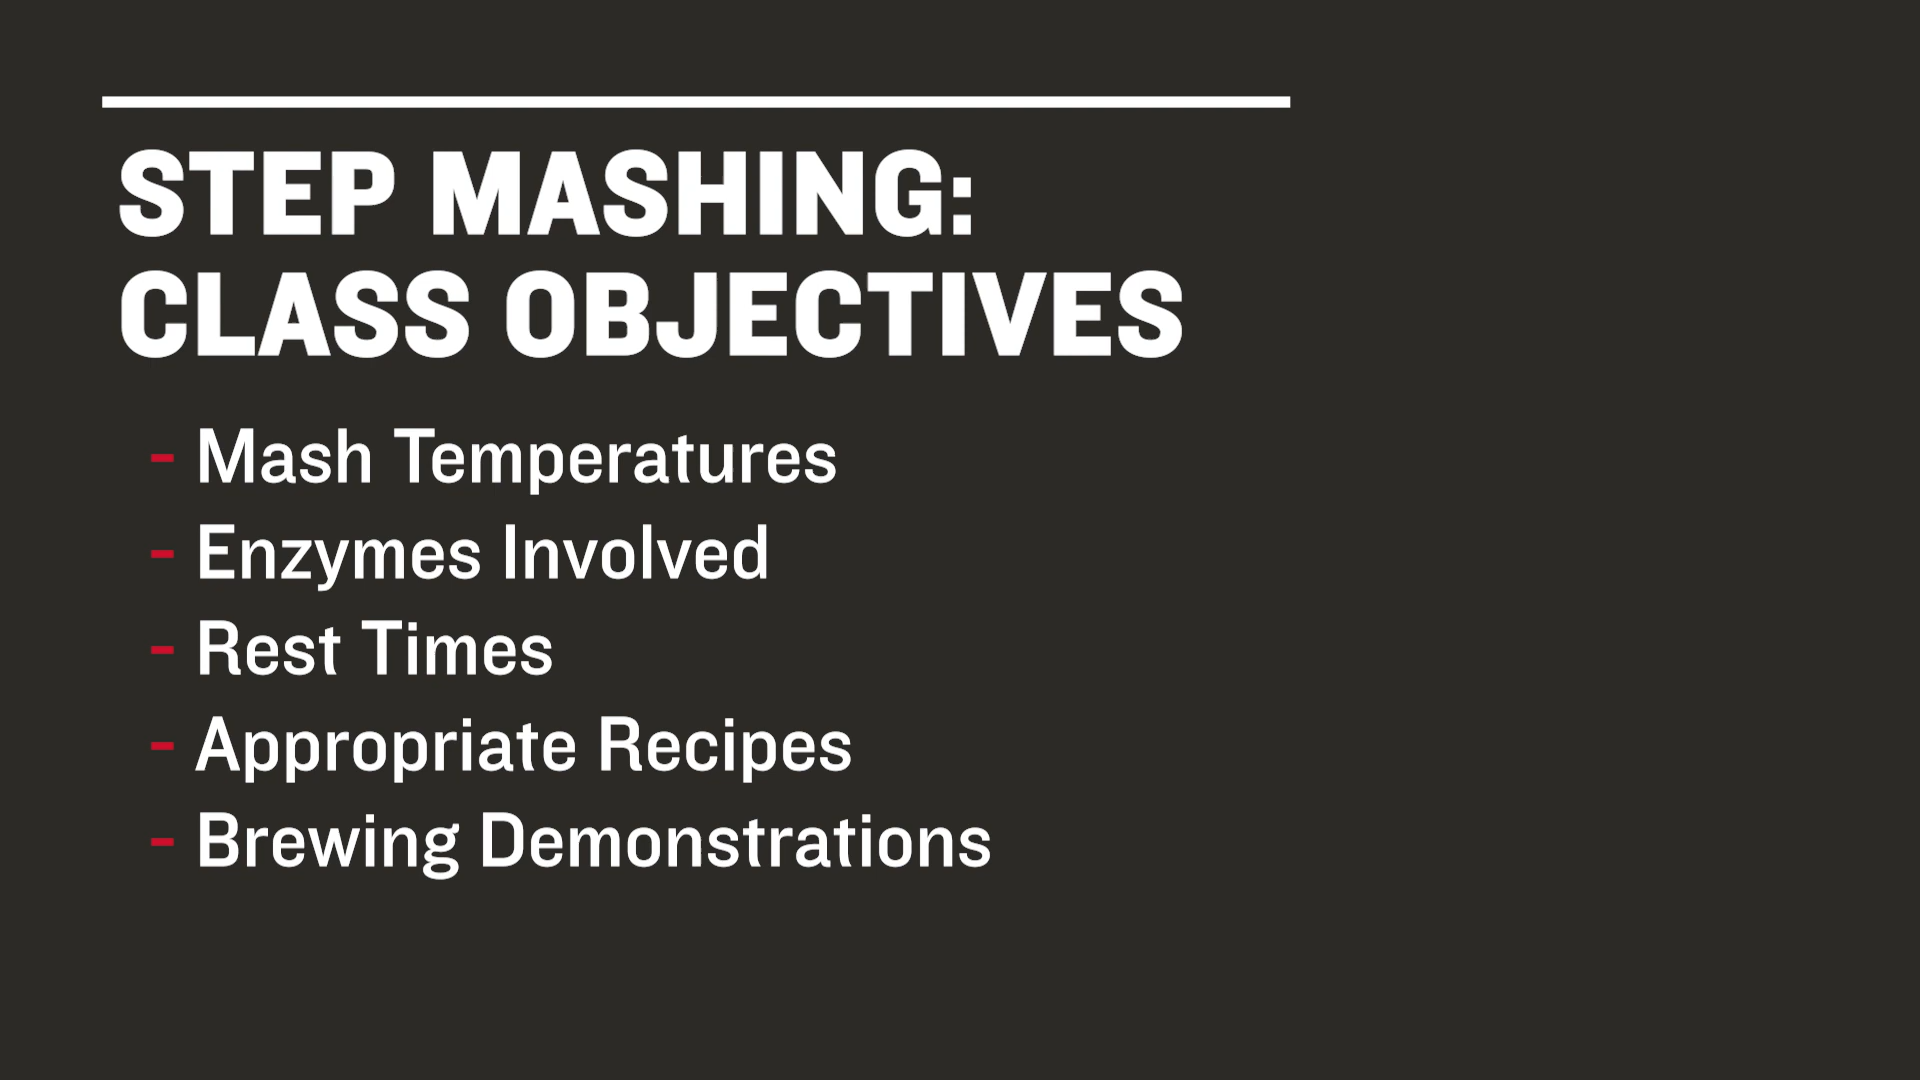 STEP MASHING:
CLASS OBJECTIVES
- Mash Temperatures
- Enzymes Involved
- Rest Times
- Appropriate Recipes
- Brewing Demonstrations